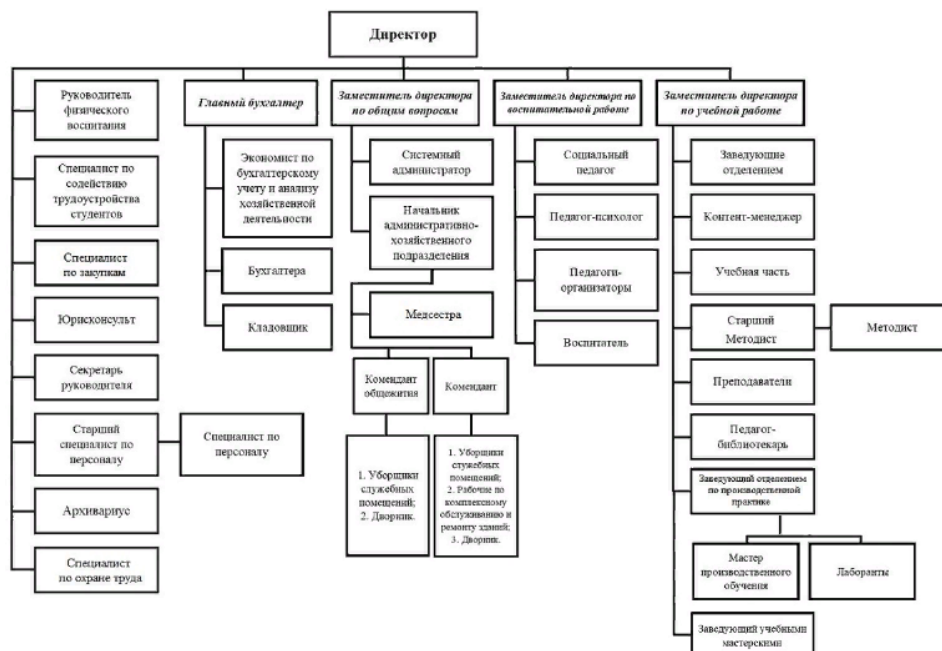 Директор
Руководитель
физического
воспитания
Специалист по
содействию
трудоустройства
студентов
Специалист
по закупкам
Юрисконсульт
Секретарь
руководителя
Старший
специалист по
персоналу
Специалист по
персоналу
Архивариус
Специалист
по охране труда
Главный бухгалтер
Экономист по
бухгалтерскому
учету и анализу
хозяйственной
деятельности
Бухгалтера
Кладовщик
Заместитель директора
по общим вопросам
Системный
администратор
Начальник
административно-
хозяйственного
подразделения
Медсестра
Комендант
общежития
1. Уборщики
служебных
помещений;
2. Дворник.
Комендант
1. Уборщики
служебных
помещений;
2. Рабочие по
комплексному
обслуживанию и
ремонту зданий;
3. Дворник.
Заместитель директора по
воспитательной работе
Социальный
педагог
Педагог-психолог
Педагоги-
организаторы
Воспитатель
Заместитель директора
по учебной работе
Заведующие
отделением
Контент-менеджер
Учебная часть
Старший
Методист
Методист
Преподаватели
Педагог-
библиотекарь
Заведующий отделением
по производственной
практике
Мастер
производственного
обучения
Лаборанты
Заведующий учебными
мастерскими